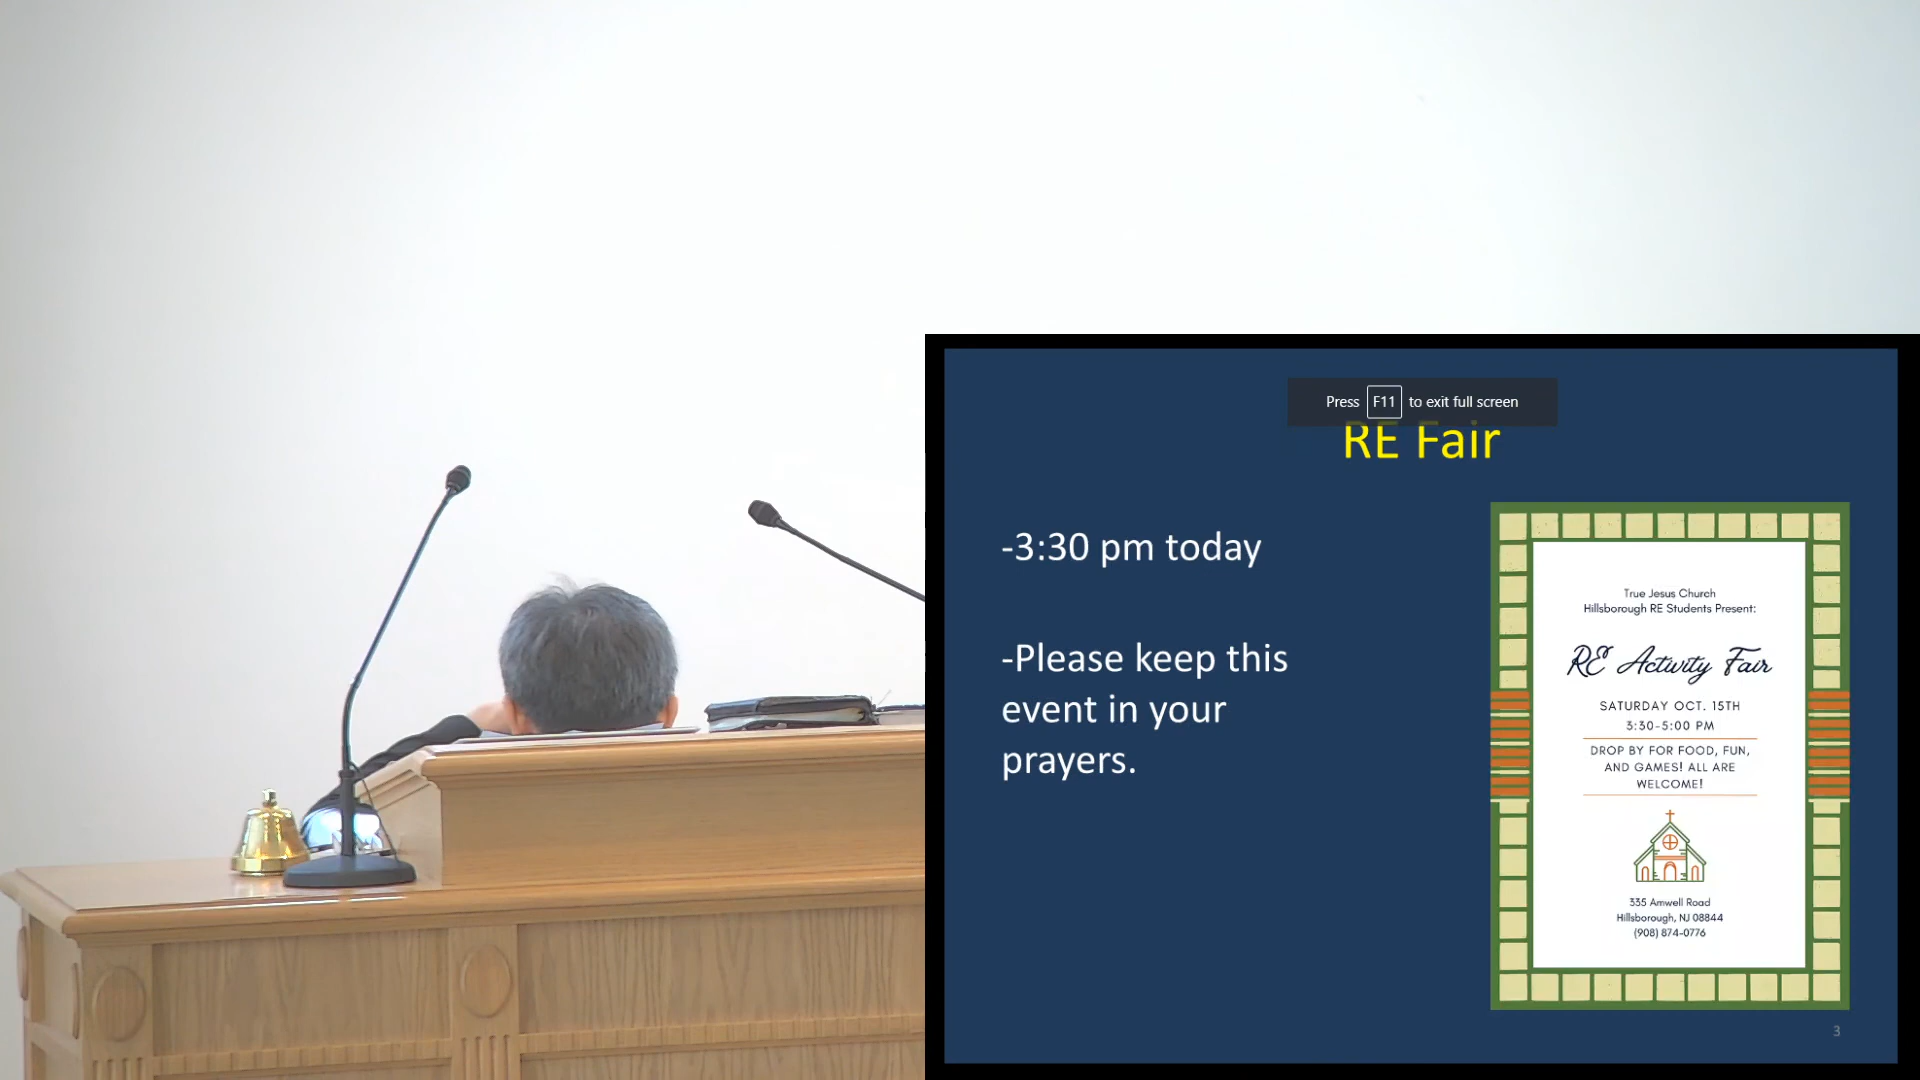 Press F11 to exit full screen
RE Fair
-3:30 pm today
-Please keep this
event in your
prayers.
True Jesus Church
Hillsborough RE Students Present:
RE Activity Fair
SATURDAY OCT. 15TH
3:30-5:00 PM
DROP BY FOR FOOD, FUN,
AND GAMES! ALL ARE
WELCOME!
335 Amwell Road
Hillsborough, NJ 08844
(908) 874-0776
3